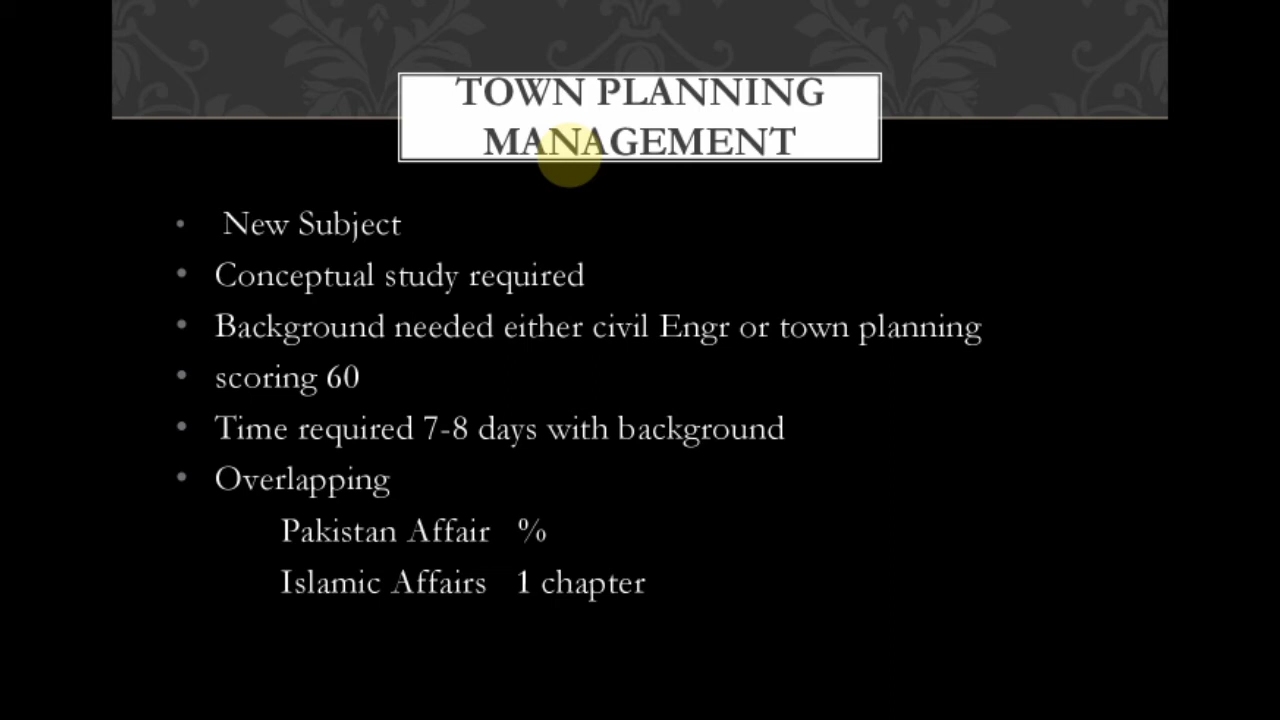 TOWN PLANNING
MANAGEMENT
• New Subject
• Conceptual study required
• Background needed either civil Engr or town planning
• scoring 60
• Time required 7-8 days with background
• Overlapping
Pakistan Affair %
Islamic Affairs 1 chapter